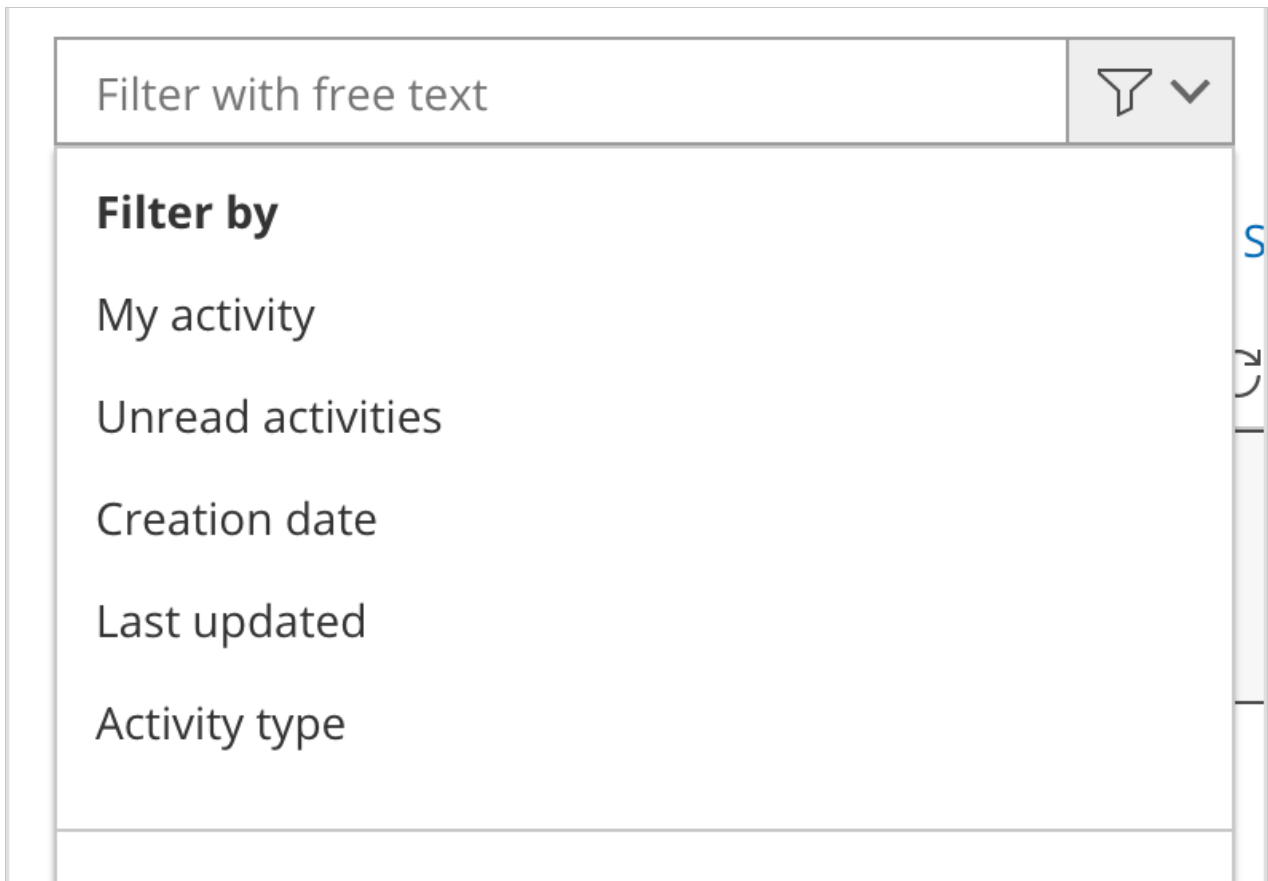 Filter with free text
Filter by
S
My activity
Unread activities
Creation date
Last updated
Activity type